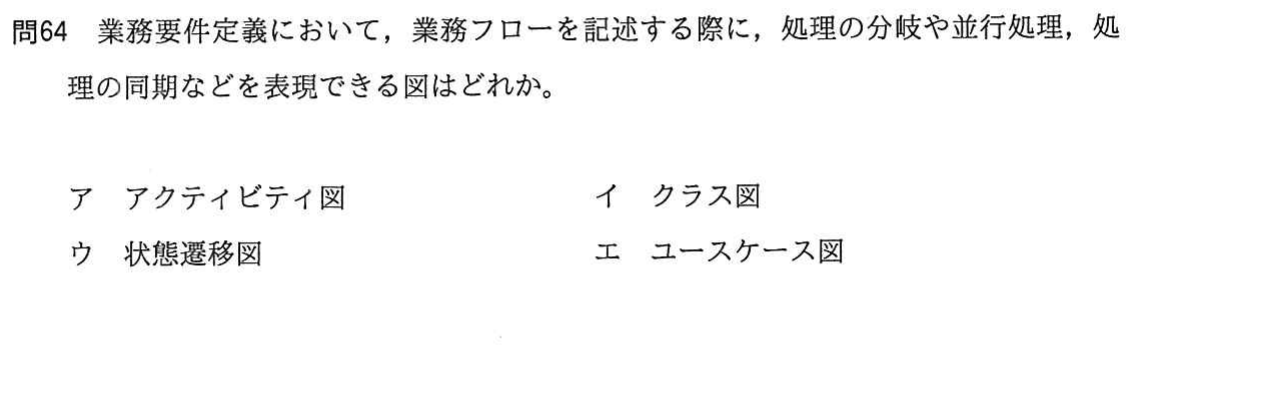 問64 業務要件定義において，業務フローを記述する際に，処理の分岐や並行処理，処
理の同期などを表現できる図はどれか。
ア アクティビティ図 イ クラス図
ウ 状態遷移図 エ ユースケース図